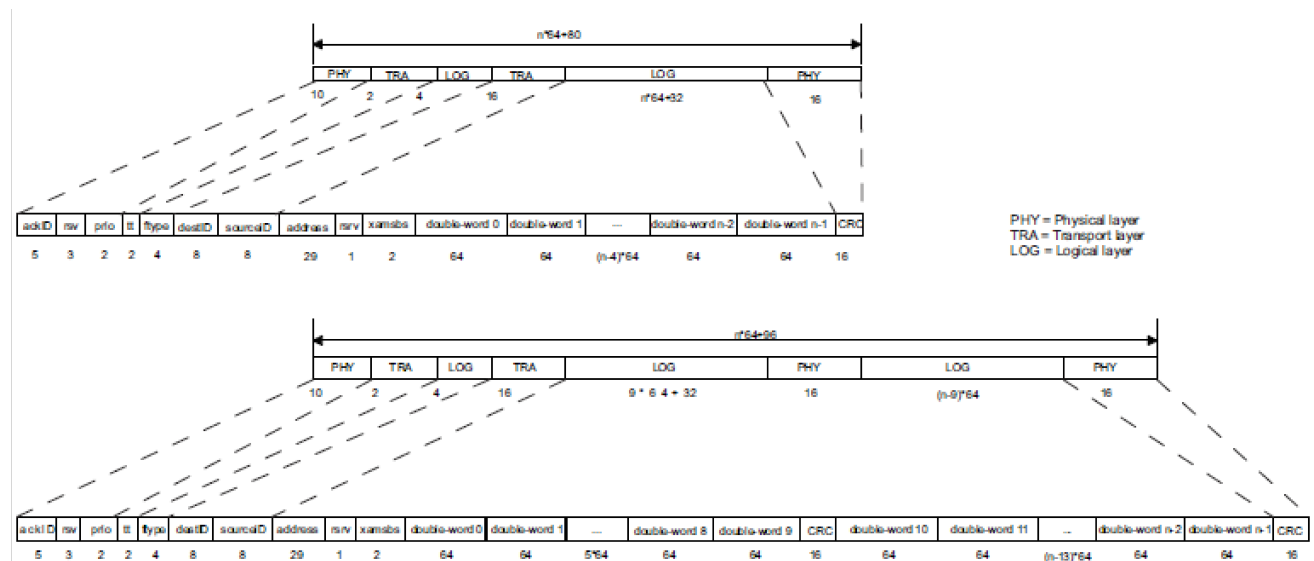 n*64+80
PHY TRA LOG TRA LOG PHY
10 2 4 16 n*64+32 16
ackID rsv prio tt ftype destID sourceID address rsrv xamsbs double-word 0 double-word 1 ... double-word n-2 double-word n-1 CRC
5 3 2 2 4 8 8 29 1 2 64 64 (n-4)*64 64 64 16
PHY = Physical layer
TRA = Transport layer
LOG = Logical layer
n*64+96
PHY TRA LOG TRA LOG PHY LOG PHY
10 2 4 16 9 * 6 4 + 32 16 (n-9)*64 16
ackID rsv prio tt ftype destID sourceID address rsrv xamsbs double-word 0 double-word 1 ... double-word 8 double-word 9 CRC double-word 10 double-word 11 ... double-word n-2 double-word n-1 CRC
5 3 2 2 4 8 8 29 1 2 64 64 5*64 64 64 16 64 64 (n-13)*64 64 64 16